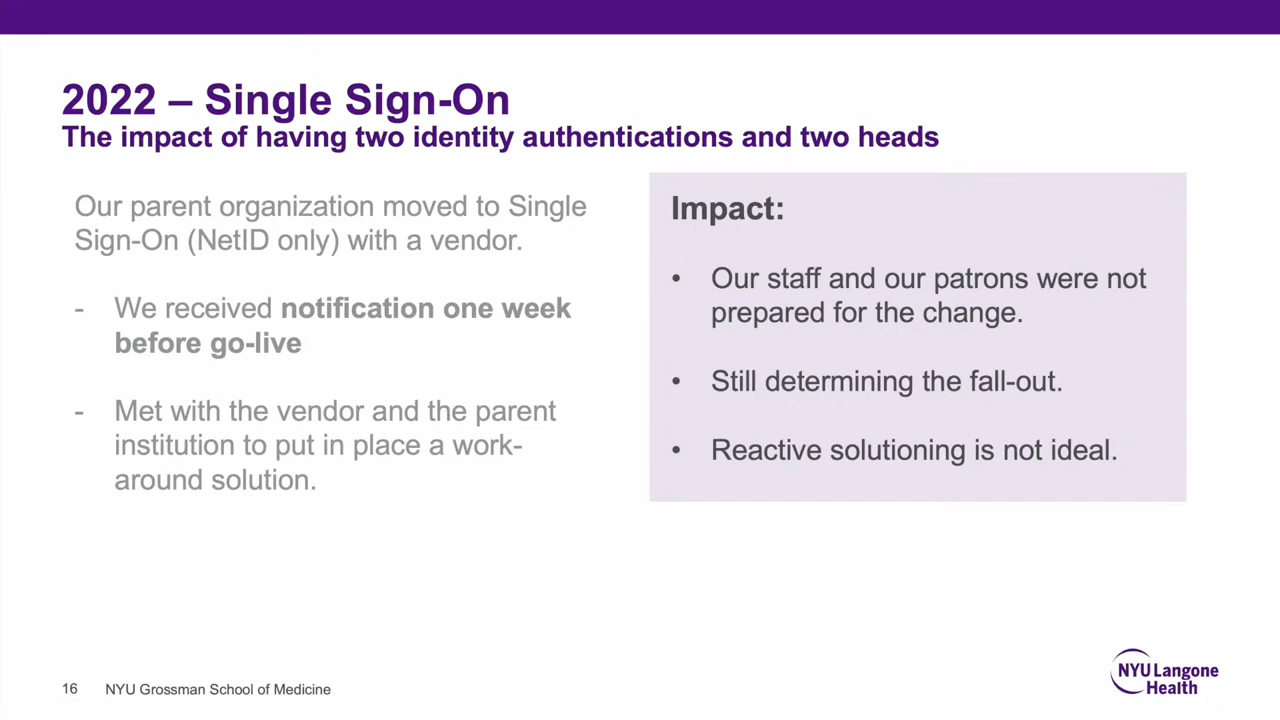 2022 – Single Sign-On
The impact of having two identity authentications and two heads
Our parent organization moved to Single
Sign-On (NetID only) with a vendor.
- We received notification one week
before go-live
- Met with the vendor and the parent
institution to put in place a work-
around solution.
Impact:
• Our staff and our patrons were not
prepared for the change.
• Still determining the fall-out.
• Reactive solutioning is not ideal.
16 NYU Grossman School of Medicine
NYU Langone
Health